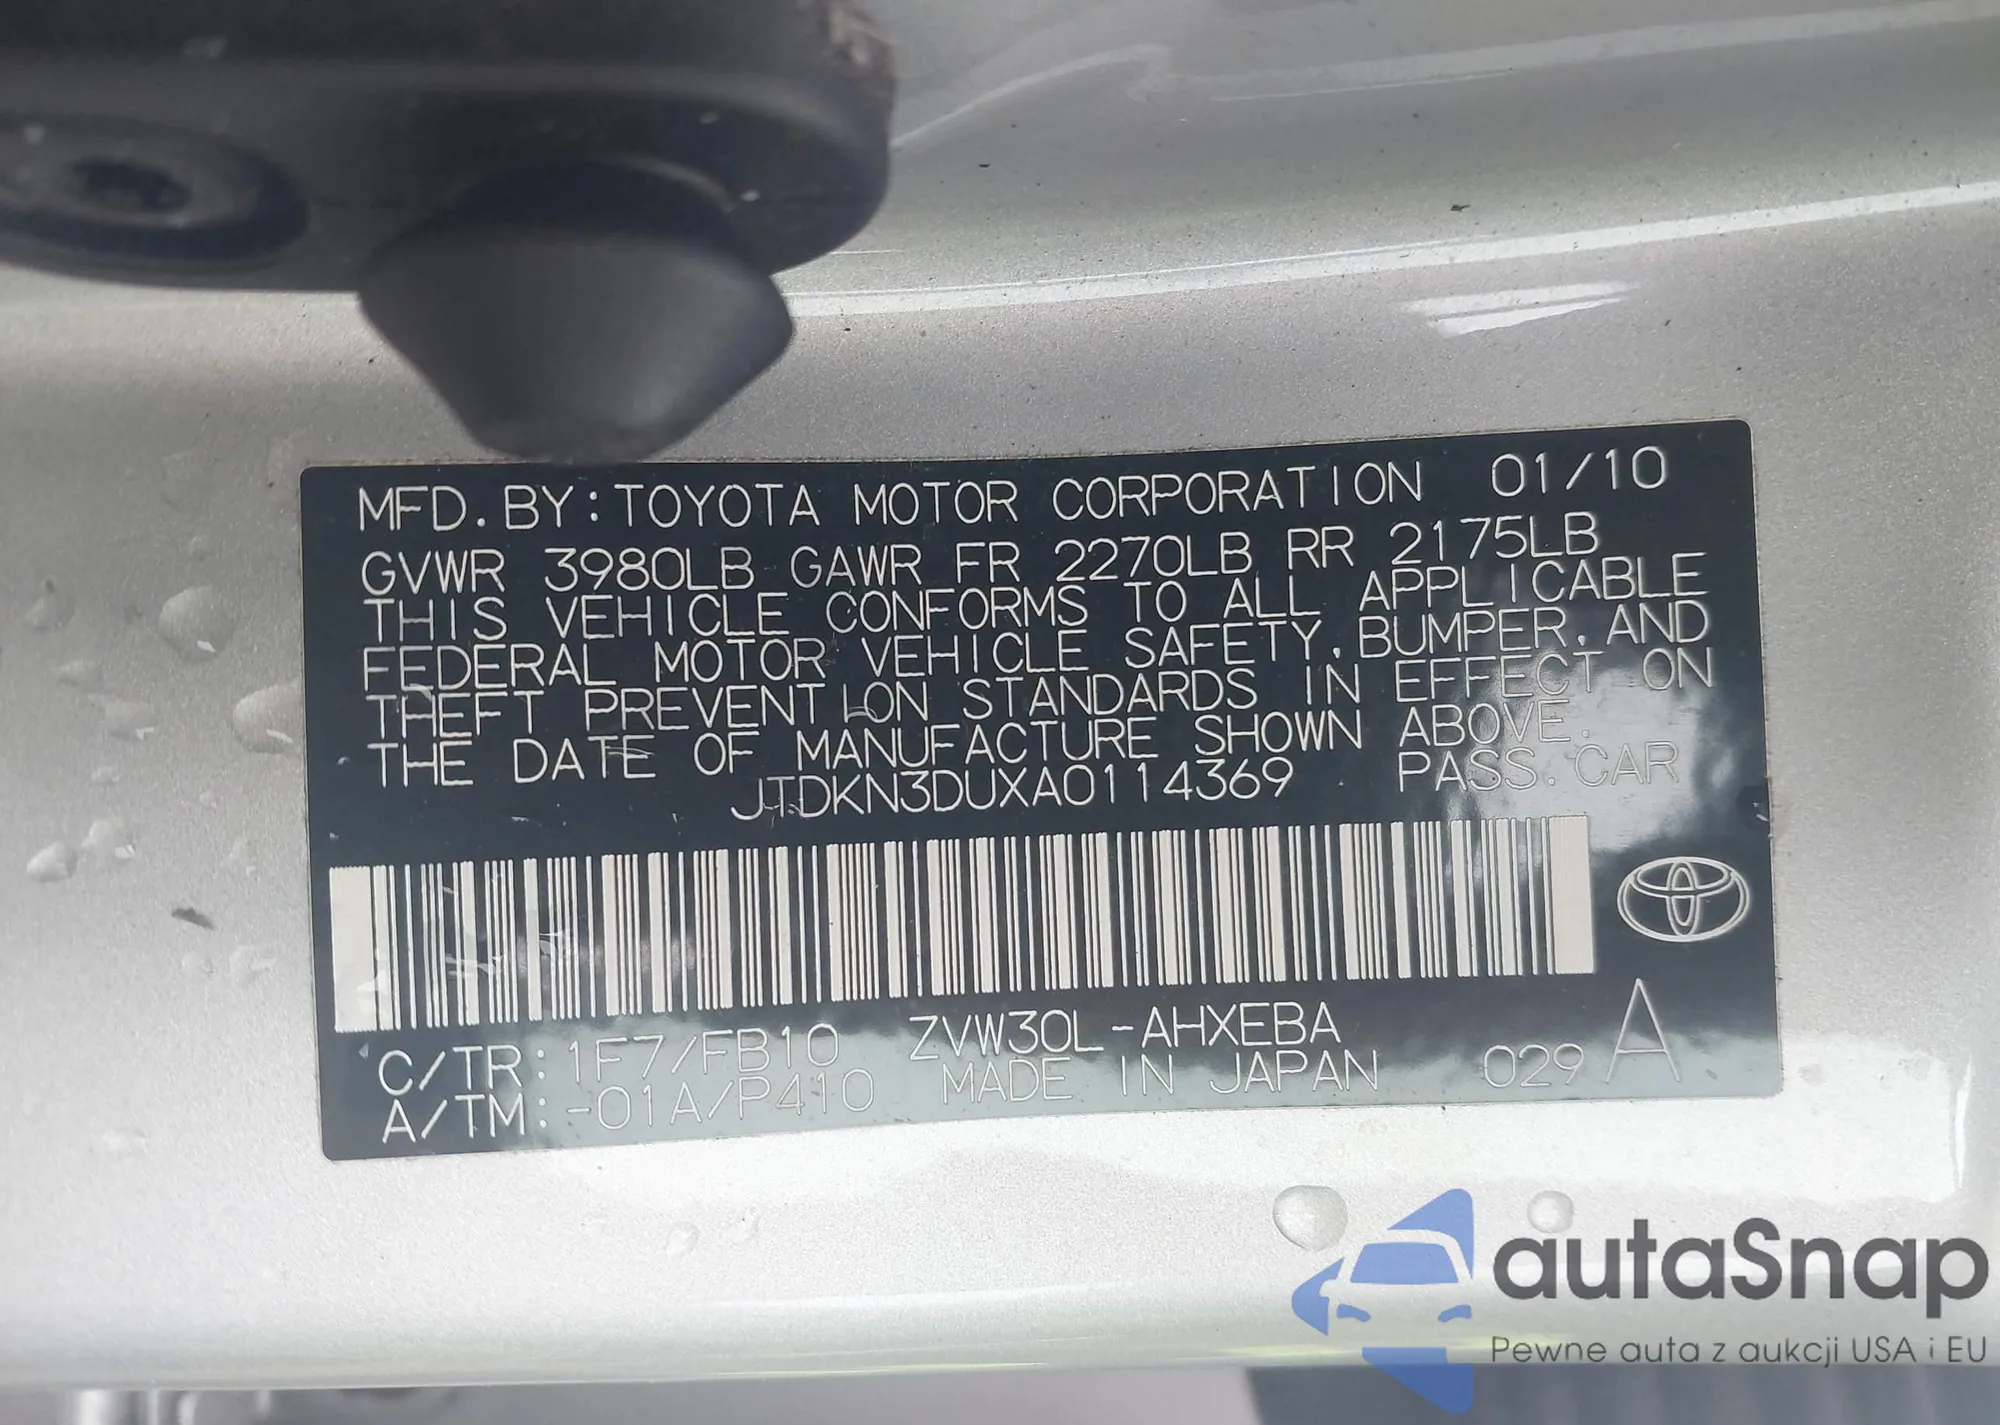 MFD. BY: TOYOTA MOTOR CORPORATION 01/10
GVWR 3980LB GAWR FR 2270LB RR 2175LB
THIS VEHICLE CONFORMS TO ALL APPLICABLE
FEDERAL MOTOR VEHICLE SAFETY, BUMPER, AND
THEFT PREVENTION STANDARDS IN EFFECT ON
THE DATE OF MANUFACTURE SHOWN ABOVE.
JTDKN3DUXA0114369 PASS. CAR
C/TR: 1F7/FB10 ZVW30L-AHXEBA
A/TM: -01A/P410 MADE IN JAPAN 029 A
autaSnap
Pewne auta z aukcji USA i EU